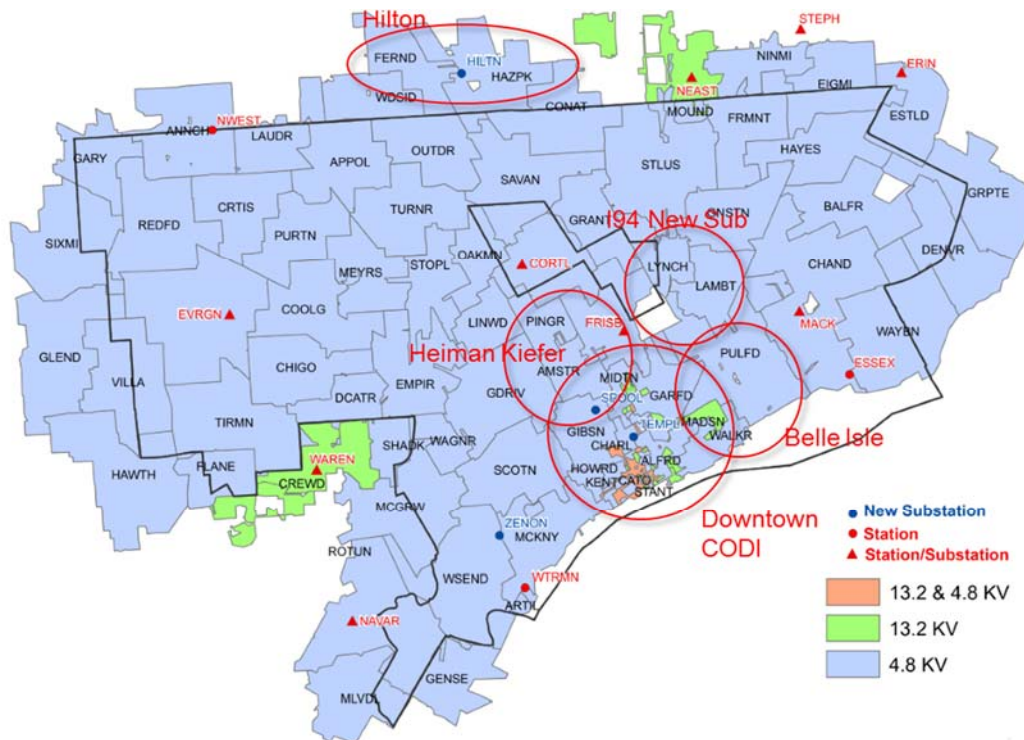 Hilton
STEPH
FERND
HILTN
HAZPK
NINMI
ERIN
EIGMI
NEAST
WDSID
CONAT
MOUND
ESTLD
NWEST
ANNCH
LAUDR
FRMNT
GARY
OUTDR
HAYES
APPOL
STLUS
SAVAN
GRPTE
CRTIS
TURNR
BALFR
REDFD
GRANT
I94 New Sub
SIXMI
PURTN
DENVR
OAKMN
STOPL
CORTL
LYNCH
CHAND
MEYRS
LAMBT
EVRGN
COOLG
LINWD
PINGR
FRISB
MACK
WAYBN
GLEND
Heiman Kiefer
PULFD
CHIGO
AMSTR
ESSEX
VILLA
EMPIR
MIDTN
GDRIV
GARFD
DCATR
SPOOL
TIRMN
MADSN
TEMPL
GIBSN
WALKR
Belle Isle
SHADK
WAGNR
CHARL
ALFRD
HAWTH
PLANE
WAREN
SCOTN
HOWRD
CREWD
KENT
CATO
STANT
MCGRW
Downtown
CODI
New Substation
ZENON
MCKNY
Station
ROTUN
Station/Substation
WSEND
WTRMN
13.2 & 4.8 KV
ARTIL
NAVAR
13.2 KV
GENSE
4.8 KV
MLVDL